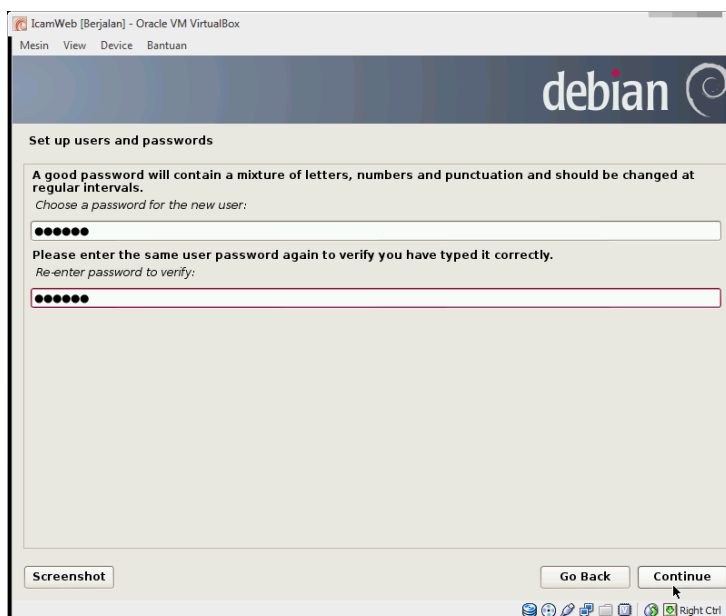 IcamWeb [Berjalan] - Oracle VM VirtualBox
Mesin View Device Bantuan
debian
Set up users and passwords
A good password will contain a mixture of letters, numbers and punctuation and should be changed at
regular intervals.
Choose a password for the new user:
●●●●●●
Please enter the same user password again to verify you have typed it correctly.
Re-enter password to verify:
●●●●●●
Screenshot
Go Back
Continue
Right Ctrl